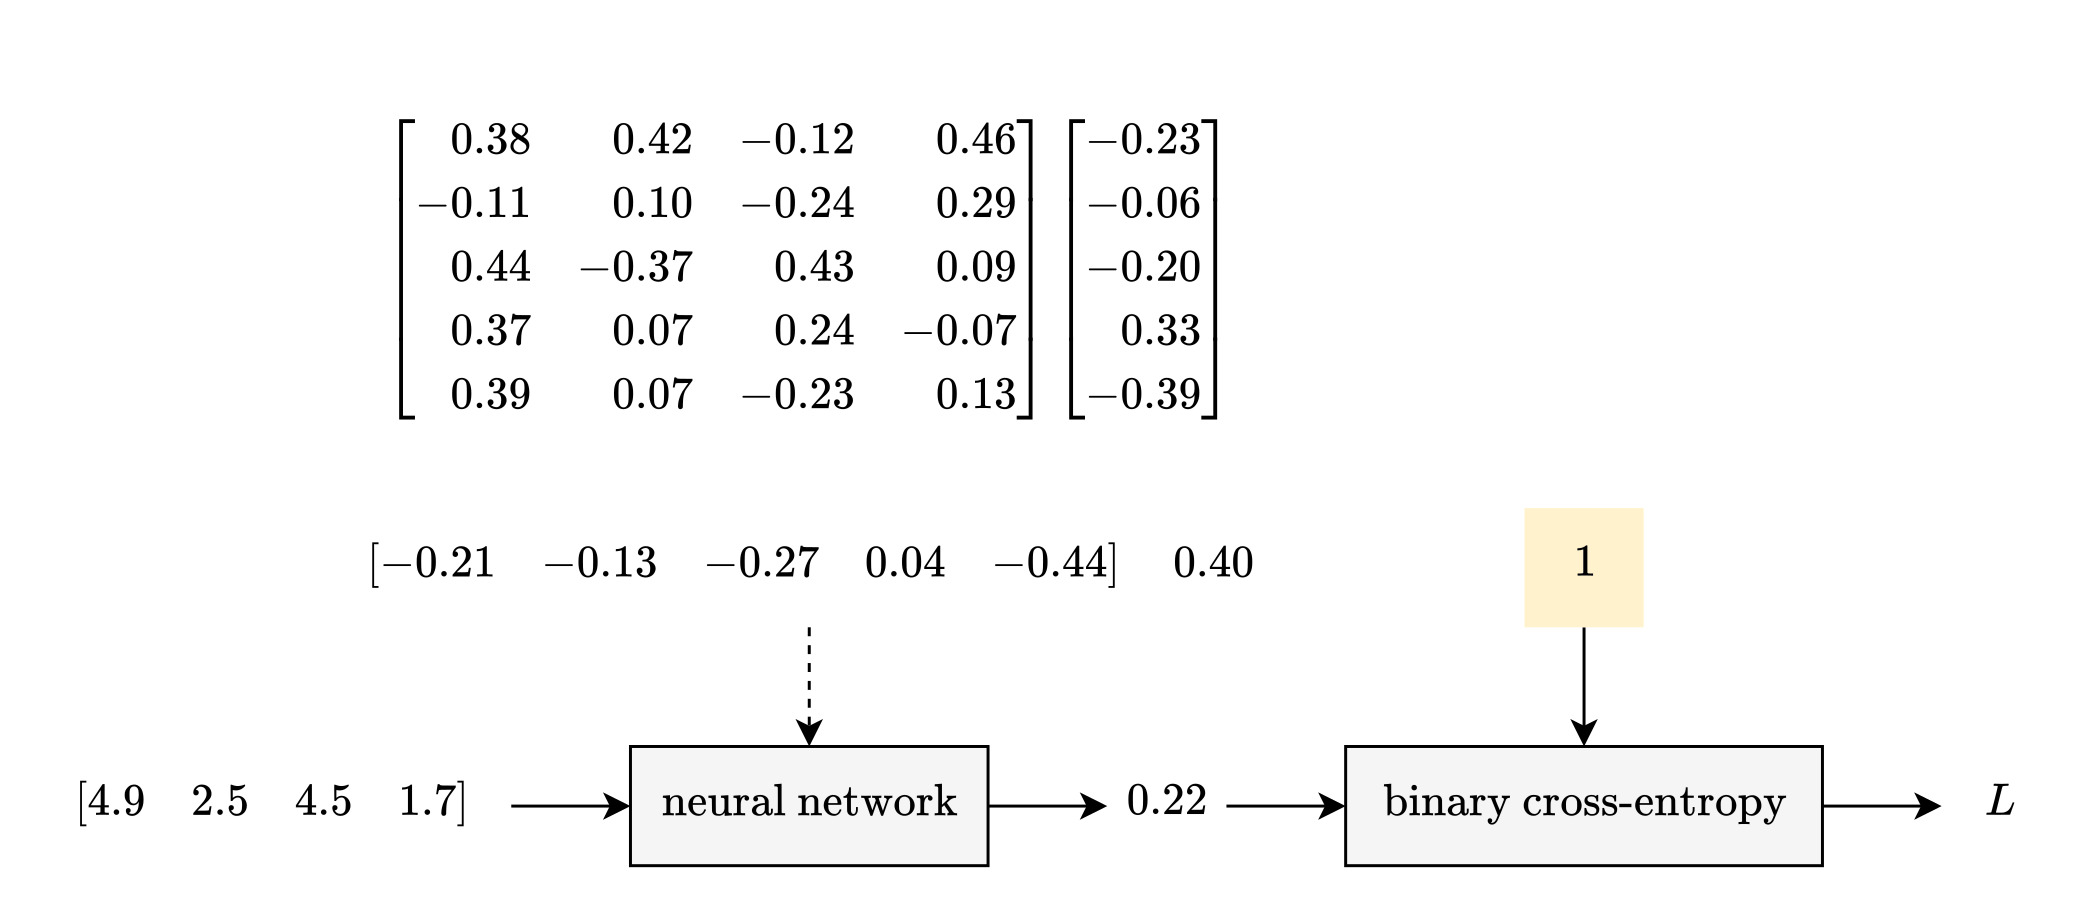 0.38 0.42 −0.12 0.46 −0.23
−0.11 0.10 −0.24 0.29 −0.06
0.44 −0.37 0.43 0.09 −0.20
0.37 0.07 0.24 −0.07 0.33
0.39 0.07 −0.23 0.13 −0.39
[−0.21 −0.13 −0.27 0.04 −0.44] 0.40 1
[4.9 2.5 4.5 1.7] neural network 0.22 binary cross-entropy L